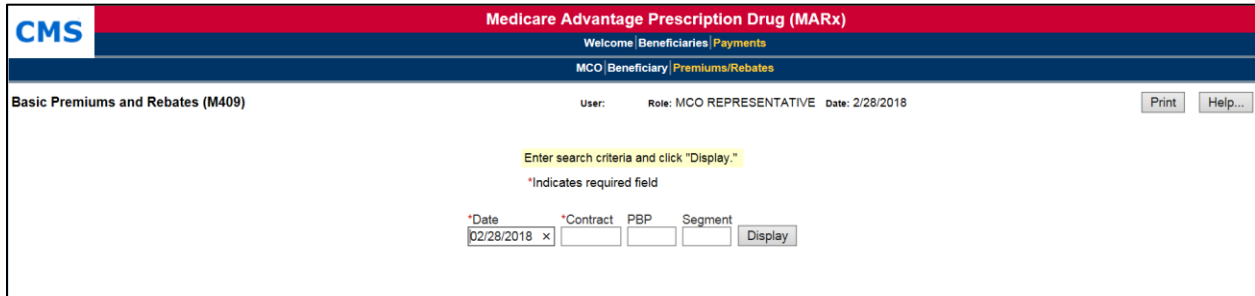 CMS
Medicare Advantage Prescription Drug (MARx)
Welcome|Beneficiaries|Payments
MCO|Beneficiary|Premiums/Rebates
Basic Premiums and Rebates (M409) User: Role: MCO REPRESENTATIVE Date: 2/28/2018 Print Help...
Enter search criteria and click "Display."
*Indicates required field
*Date *Contract PBP Segment
02/28/2018 × Display